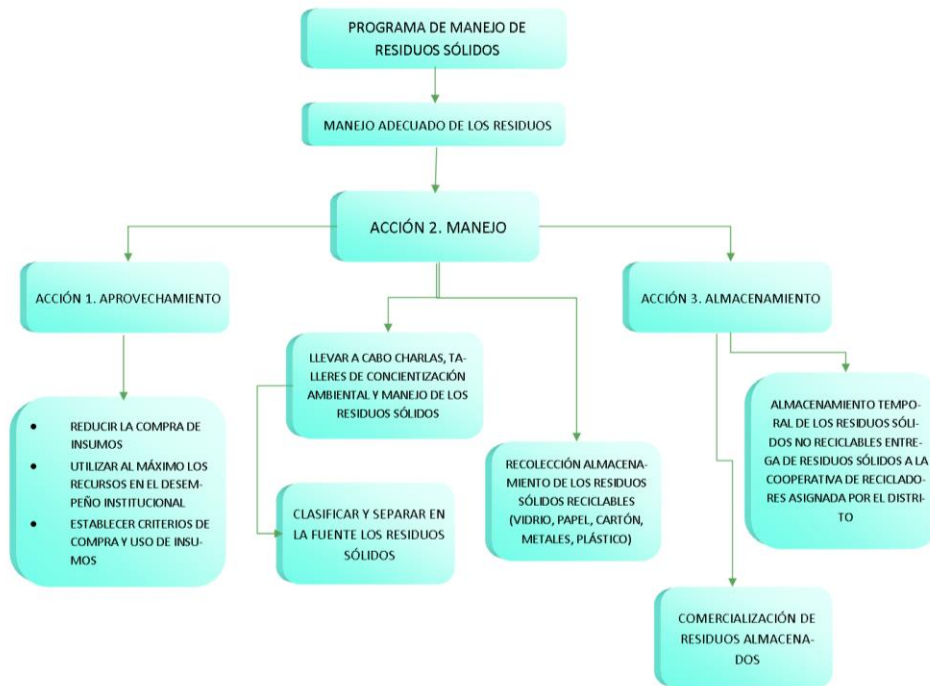 PROGRAMA DE MANEJO DE
RESIDUOS SÓLIDOS
MANEJO ADECUADO DE LOS RESIDUOS
ACCIÓN 2. MANEJO
ACCIÓN 1. APROVECHAMIENTO
ACCIÓN 3. ALMACENAMIENTO
LLEVAR A CABO CHARLAS, TA-
LLERES DE CONCIENTIZACIÓN
AMBIENTAL Y MANEJO DE LOS
RESIDUOS SÓLIDOS
• REDUCIR LA COMPRA DE
INSUMOS
• UTILIZAR AL MÁXIMO LOS
RECURSOS EN EL DESEM-
PEÑO INSTITUCIONAL
• ESTABLECER CRITERIOS DE
COMPRA Y USO DE INSU-
MOS
CLASIFICAR Y SEPARAR EN
LA FUENTE LOS RESIDUOS
SÓLIDOS
RECOLECCIÓN ALMACENA-
MIENTO DE LOS RESIDUOS
SÓLIDOS RECICLABLES
(VIDRIO, PAPEL, CARTÓN,
METALES, PLÁSTICO)
ALMACENAMIENTO TEMPO-
RAL DE LOS RESIDUOS SÓLI-
DOS NO RECICLABLES ENTRE-
GA DE RESIDUOS SÓLIDOS A LA
COOPERATIVA DE RECICLADO-
RES ASIGNADA POR EL DISTRI-
TO
COMERCIALIZACIÓN DE
RESIDUOS ALMACENA-
DOS